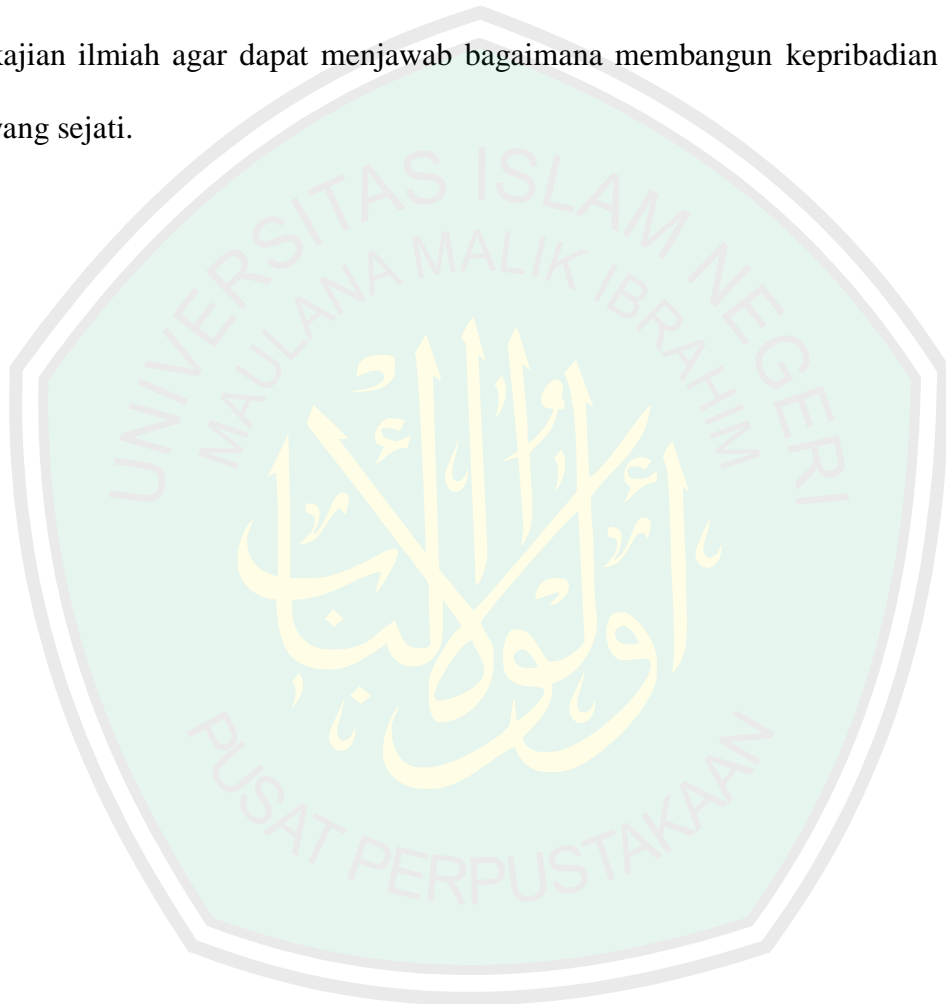 kajian ilmiah agar dapat menjawab bagaimana membangun kepribadian
yang sejati.
UNIVERSITAS ISLAM NEGERI
MAULANA MALIK IBRAHIM
أولوا الألباب
PUSAT PERPUSTAKAAN